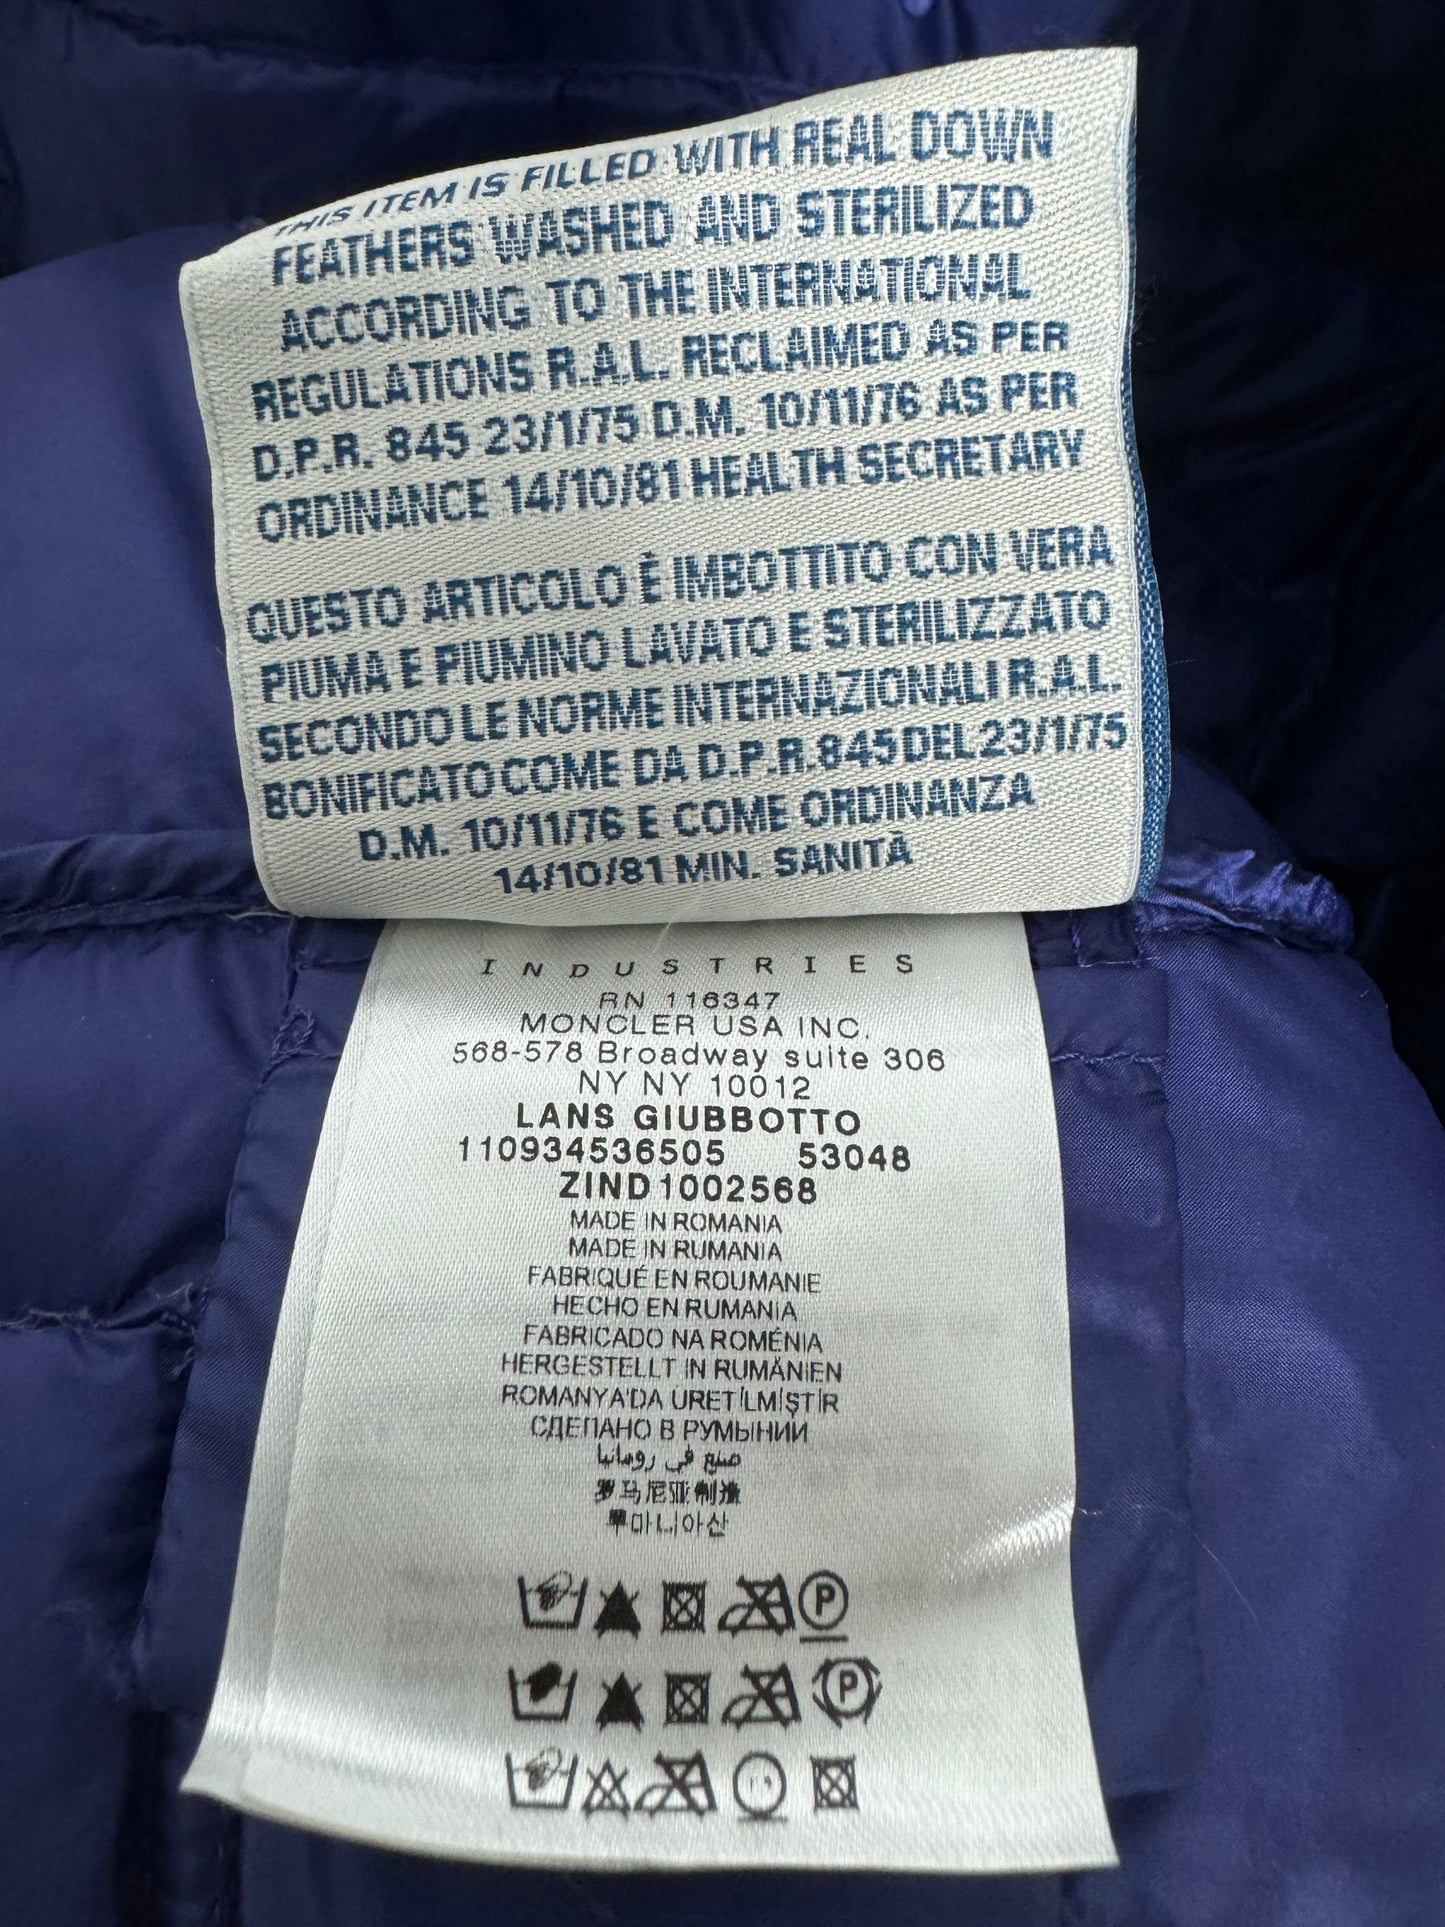 THIS ITEM IS FILLED WITH REAL DOWN
FEATHERS WASHED AND STERILIZED
ACCORDING TO THE INTERNATIONAL
REGULATIONS R.A.L. RECLAIMED AS PER
D.P.R. 845 23/1/75 D.M. 10/11/76 AS PER
ORDINANCE 14/10/81 HEALTH SECRETARY
QUESTO ARTICOLO È IMBOTTITO CON VERA
PIUMA E PIUMINO LAVATO E STERILIZZATO
SECONDO LE NORME INTERNAZIONALI R.A.L.
BONIFICATO COME DA D.P.R. 845 DEL 23/1/75
D.M. 10/11/76 E COME ORDINANZA
14/10/81 MIN. SANITÀ
INDUSTRIES
RN 116347
MONCLER USA INC.
568-578 Broadway suite 306
NY NY 10012
LANS GIUBBOTTO
110934536505 53048
ZIND1002568
MADE IN ROMANIA
MADE IN RUMANIA
FABRIQUÉ EN ROUMANIE
HECHO EN RUMANIA
FABRICADO NA ROMÉNIA
HERGESTELLT IN RUMÄNIEN
ROMANYA'DA URETİLMİŞTİR
СДЕПАНО В РУМЫНИИ
صنع في رومانيا
罗马尼亚制造
루마니아산
P
P